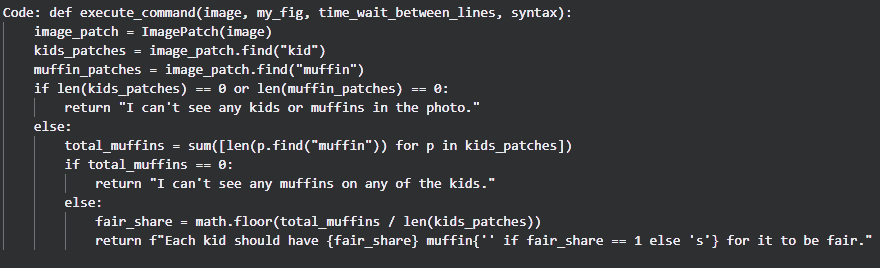 Code: def execute_command(image, my_fig, time_wait_between_lines, syntax):
    image_patch = ImagePatch(image)
    kids_patches = image_patch.find("kid")
    muffin_patches = image_patch.find("muffin")
    if len(kids_patches) == 0 or len(muffin_patches) == 0:
        return "I can't see any kids or muffins in the photo."
    else:
        total_muffins = sum([len(p.find("muffin")) for p in kids_patches])
        if total_muffins == 0:
            return "I can't see any muffins on any of the kids."
        else:
            fair_share = math.floor(total_muffins / len(kids_patches))
            return f"Each kid should have {fair_share} muffin{'' if fair_share == 1 else 's'} for it to be fair."